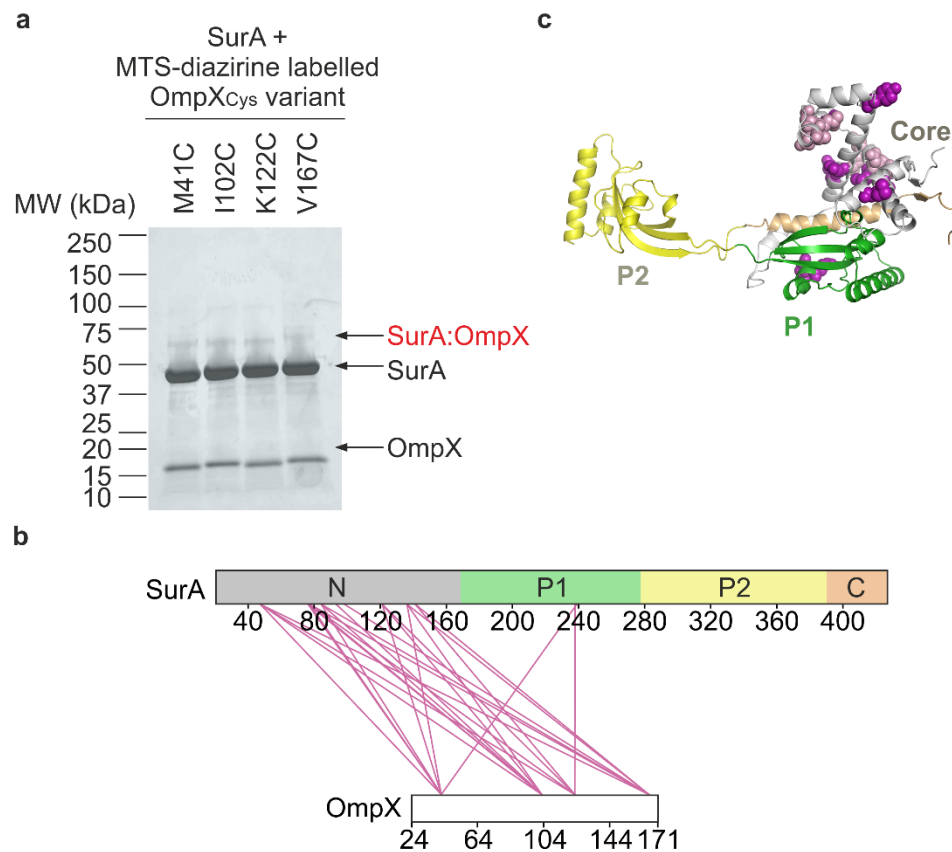 a
SurA +
MTS-diazirine labelled
OmpXCys variant
M41C
I102C
K122C
V167C
MW (kDa)
250
150
100
75
50
37
25
20
15
10
SurA:OmpX
SurA
OmpX
c
Core
P2
P1
b
SurA
N P1 P2 C
40 80 120 160 200 240 280 320 360 400
OmpX
24 64 104 144 171